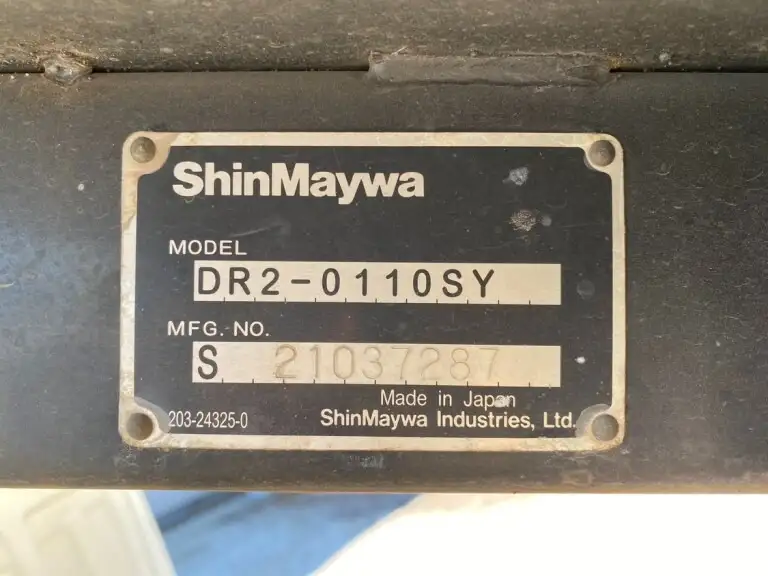 ShinMaywa
MODEL
DR2-0110SY
MFG. NO.
S 21037287
Made in Japan
203-24325-0 ShinMaywa Industries, Ltd.